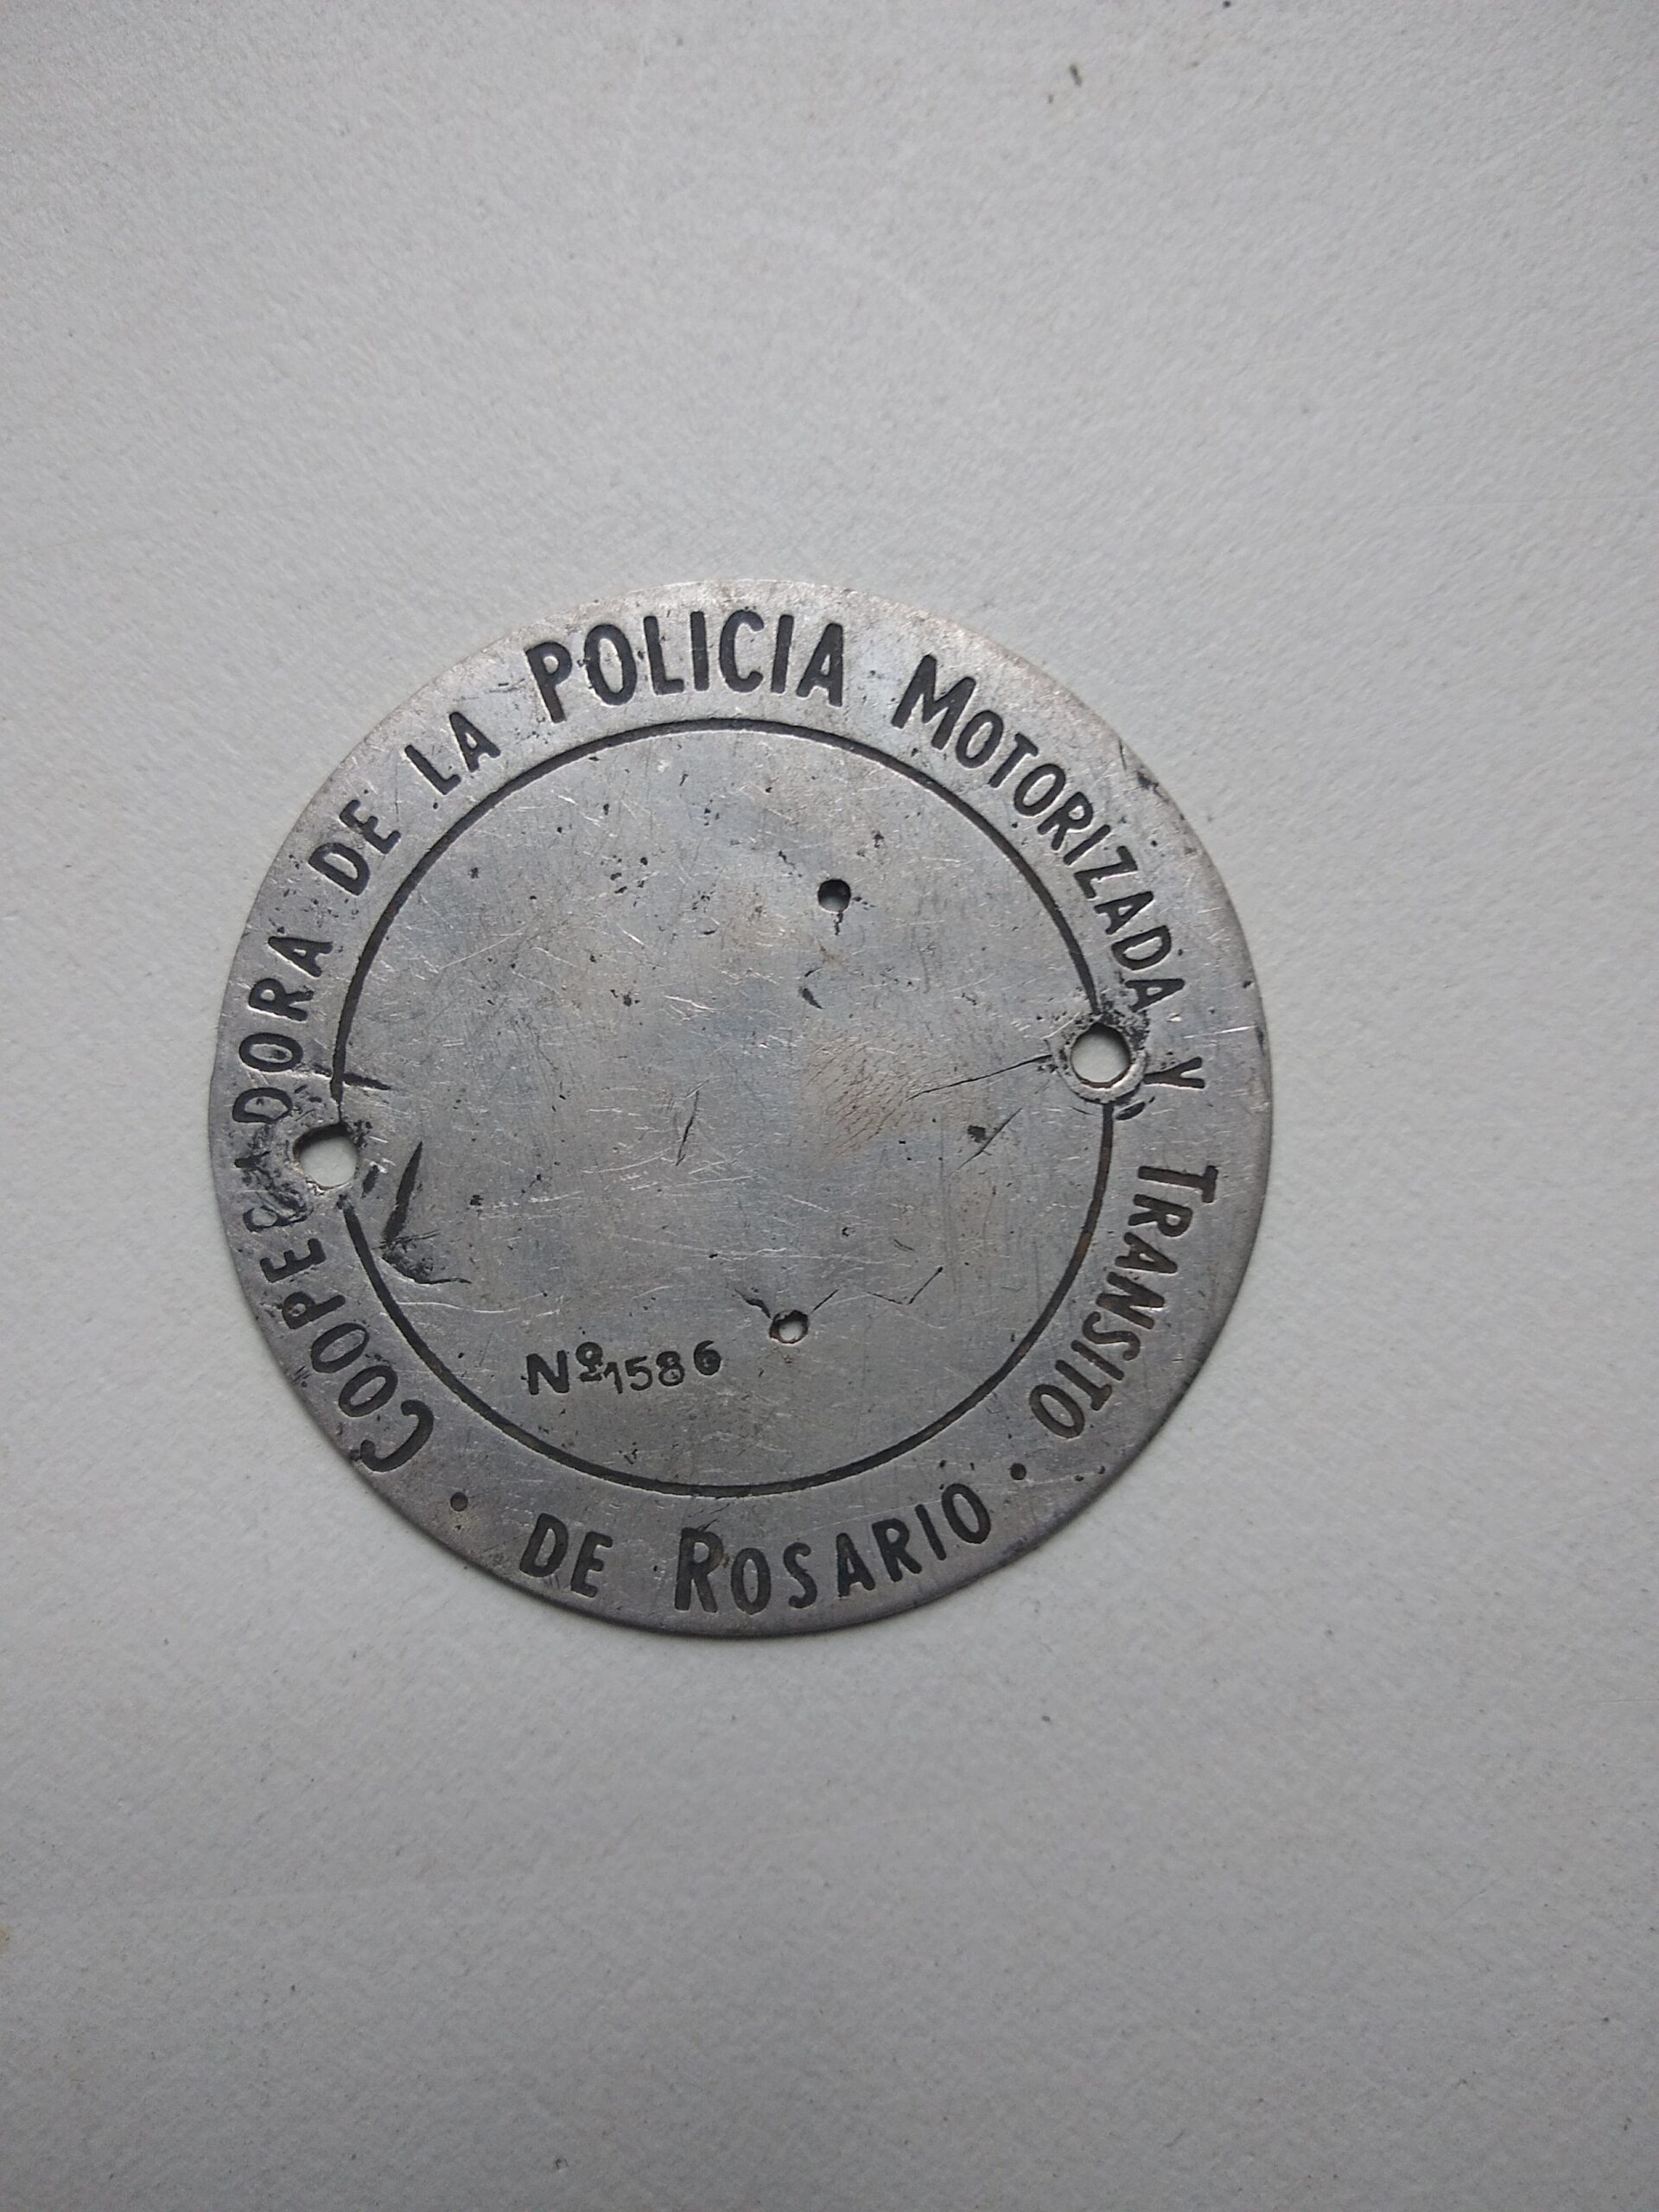 COOPERADORA DE LA POLICIA MOTORIZADA Y TRANSITO
· DE ROSARIO ·
Nº 1586